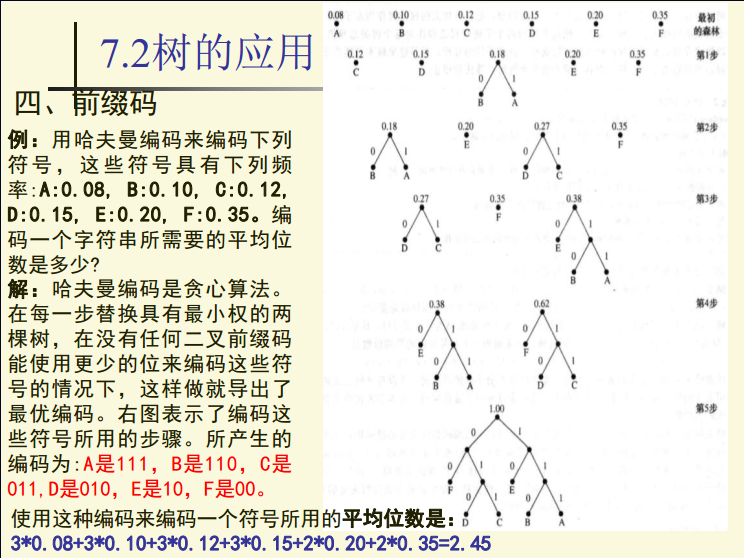 7.2树的应用
四、前缀码
例：用哈夫曼编码来编码下列
符号，这些符号具有下列频
率:A:0.08, B:0.10, C:0.12,
D:0.15, E:0.20, F:0.35。编
码一个字符串所需要的平均位
数是多少?
解：哈夫曼编码是贪心算法。
在每一步替换具有最小权的两
棵树，在没有任何二叉前缀码
能使用更少的位来编码这些符
号的情况下，这样做就导出了
最优编码。右图表示了编码这
些符号所用的步骤。所产生的
编码为:A是111，B是110，C是
011,D是010，E是10，F是00。
使用这种编码来编码一个符号所用的平均位数是：
3*0.08+3*0.10+3*0.12+3*0.15+2*0.20+2*0.35=2.45
0.08 0.10 0.12 0.15 0.20 0.35 最初
A B C D E F 的森林
0.12 0.15 0.18 0.20 0.35 第1步
C D E F
0 1
B A
0.18 0.20 0.27 0.35 第2步
E F
0 1 0 1
B A D C
0.27 0.35 0.38 第3步
F
0 1 0 1
D C E 0 1
B A
0.38 0.62 第4步
0 1 0 1
E F
0 1 0 1
B A D C
1.00 第5步
0 1
0 1 0 1
F E
0 1 0 1
D C B A